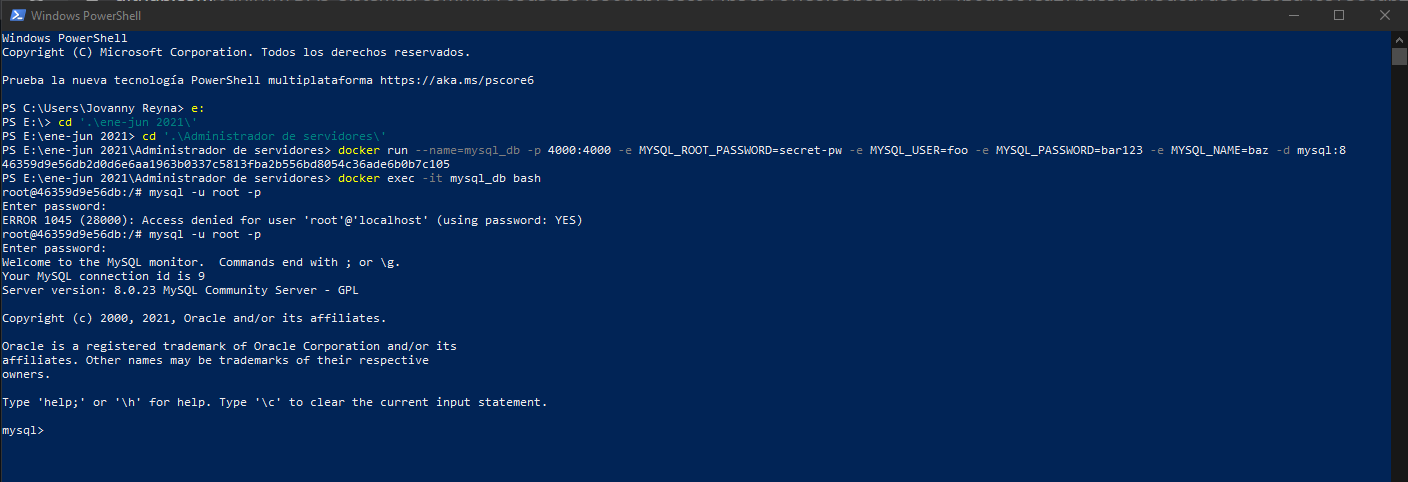 Windows PowerShell
Windows PowerShell
Copyright (C) Microsoft Corporation. Todos los derechos reservados.
Prueba la nueva tecnología PowerShell multiplataforma https://aka.ms/pscore6
PS C:\Users\Jovanny Reyna> e:
PS E:\> cd '.\ene-jun 2021\'
PS E:\ene-jun 2021> cd '.\Administrador de servidores\'
PS E:\ene-jun 2021\Administrador de servidores> docker run --name=mysql_db -p 4000:4000 -e MYSQL_ROOT_PASSWORD=secret-pw -e MYSQL_USER=foo -e MYSQL_PASSWORD=bar123 -e MYSQL_NAME=baz -d mysql:8
46359d9e56db2d0d6e6aa1963b0337c5813fba2b556bd8054c36ade6b0b7c105
PS E:\ene-jun 2021\Administrador de servidores> docker exec -it mysql_db bash
root@46359d9e56db:/# mysql -u root -p
Enter password:
ERROR 1045 (28000): Access denied for user 'root'@'localhost' (using password: YES)
root@46359d9e56db:/# mysql -u root -p
Enter password:
Welcome to the MySQL monitor.  Commands end with ; or \g.
Your MySQL connection id is 9
Server version: 8.0.23 MySQL Community Server - GPL
Copyright (c) 2000, 2021, Oracle and/or its affiliates.
Oracle is a registered trademark of Oracle Corporation and/or its
affiliates. Other names may be trademarks of their respective
owners.
Type 'help;' or '\h' for help. Type '\c' to clear the current input statement.
mysql>